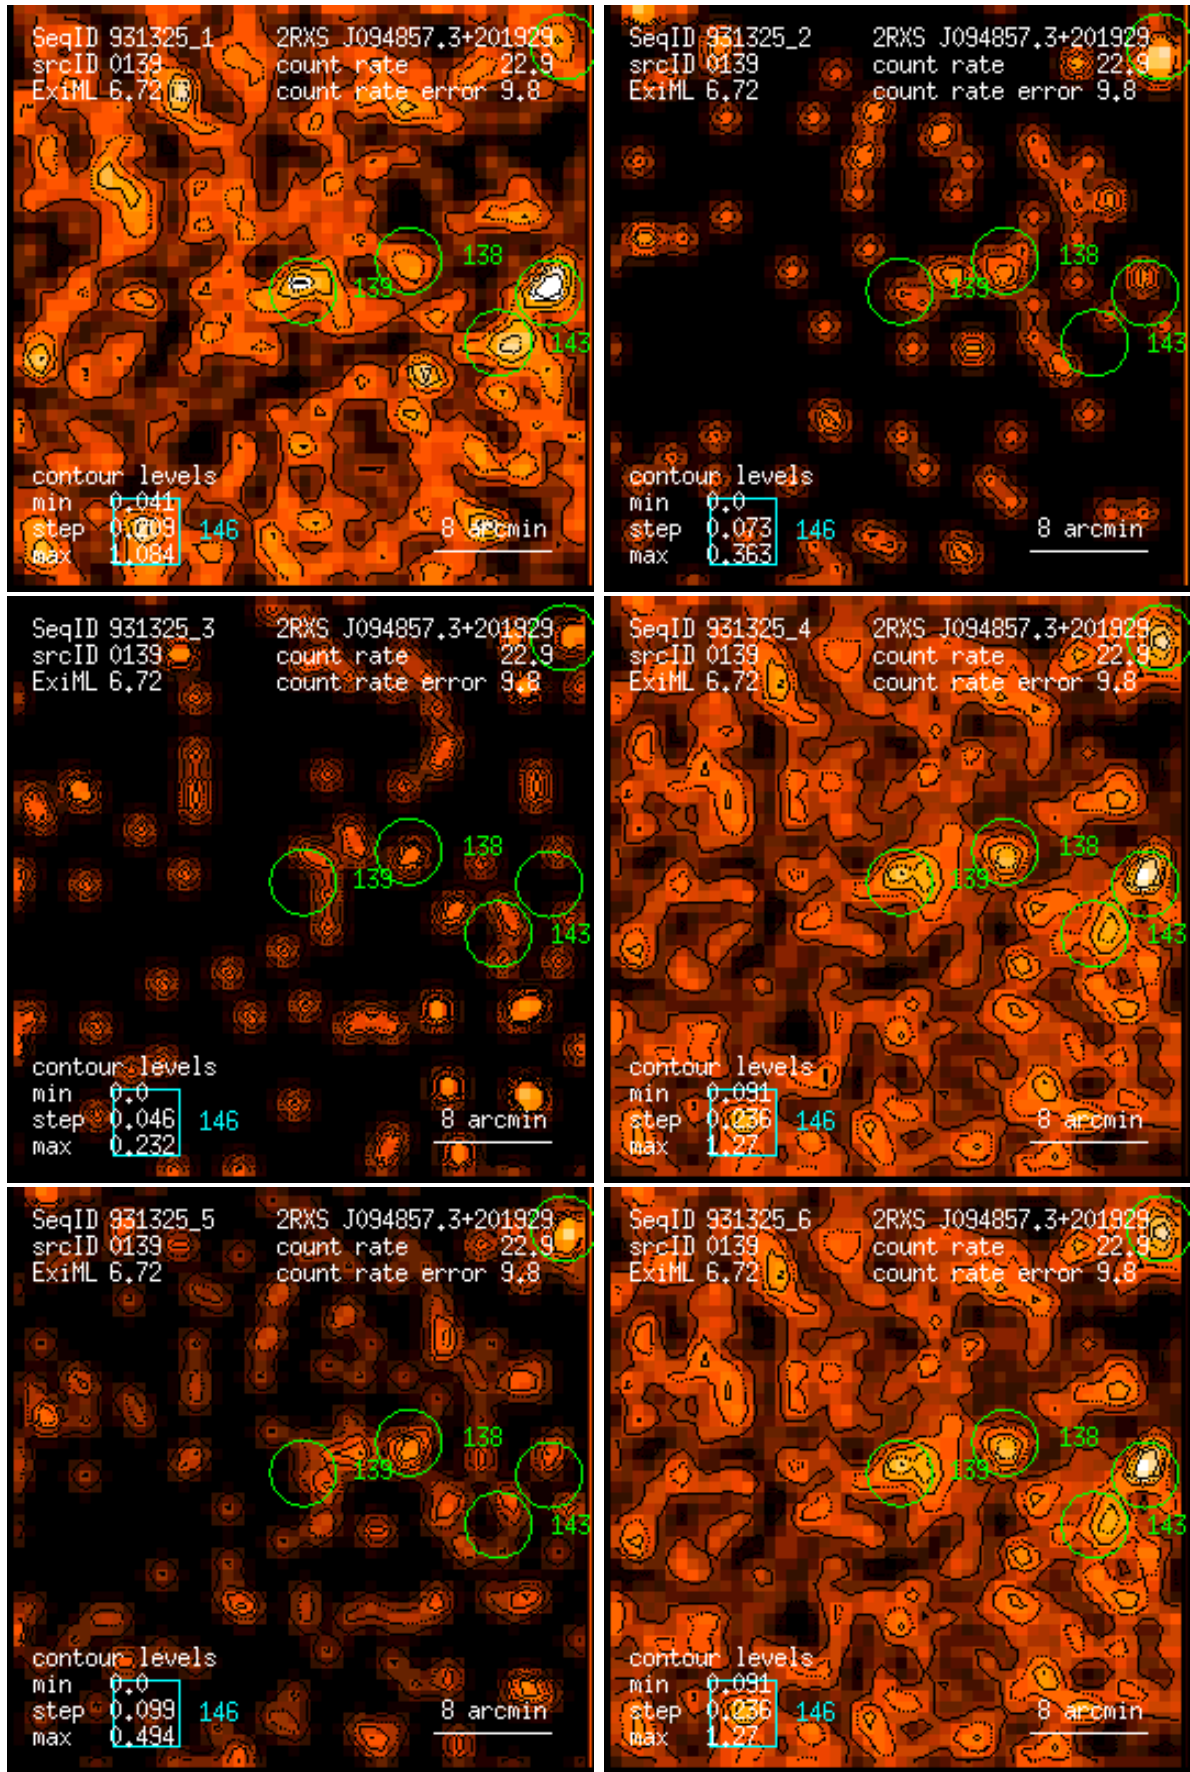 SeqID 931325_1 2RXS J094857.3+201929
srcID 0139 count rate 22.9
ExiML 6.72 count rate error 9.8
138
139
143
contour levels
min 0.041
step 0.209 146 8 arcmin
max 1.084
SeqID 931325_2 2RXS J094857.3+201929
srcID 0139 count rate 22.9
ExiML 6.72 count rate error 9.8
138
139
143
contour levels
min 0.0
step 0.073 146 8 arcmin
max 0.363
SeqID 931325_3 2RXS J094857.3+201929
srcID 0139 count rate 22.9
ExiML 6.72 count rate error 9.8
138
139
143
contour levels
min 0.0
step 0.046 146 8 arcmin
max 0.232
SeqID 931325_4 2RXS J094857.3+201929
srcID 0139 count rate 22.9
ExiML 6.72 count rate error 9.8
138
139
143
contour levels
min 0.091
step 0.236 146 8 arcmin
max 1.27
SeqID 931325_5 2RXS J094857.3+201929
srcID 0139 count rate 22.9
ExiML 6.72 count rate error 9.8
138
139
143
contour levels
min 0.0
step 0.099 146 8 arcmin
max 0.494
SeqID 931325_6 2RXS J094857.3+201929
srcID 0139 count rate 22.9
ExiML 6.72 count rate error 9.8
138
139
143
contour levels
min 0.091
step 0.236 146 8 arcmin
max 1.27